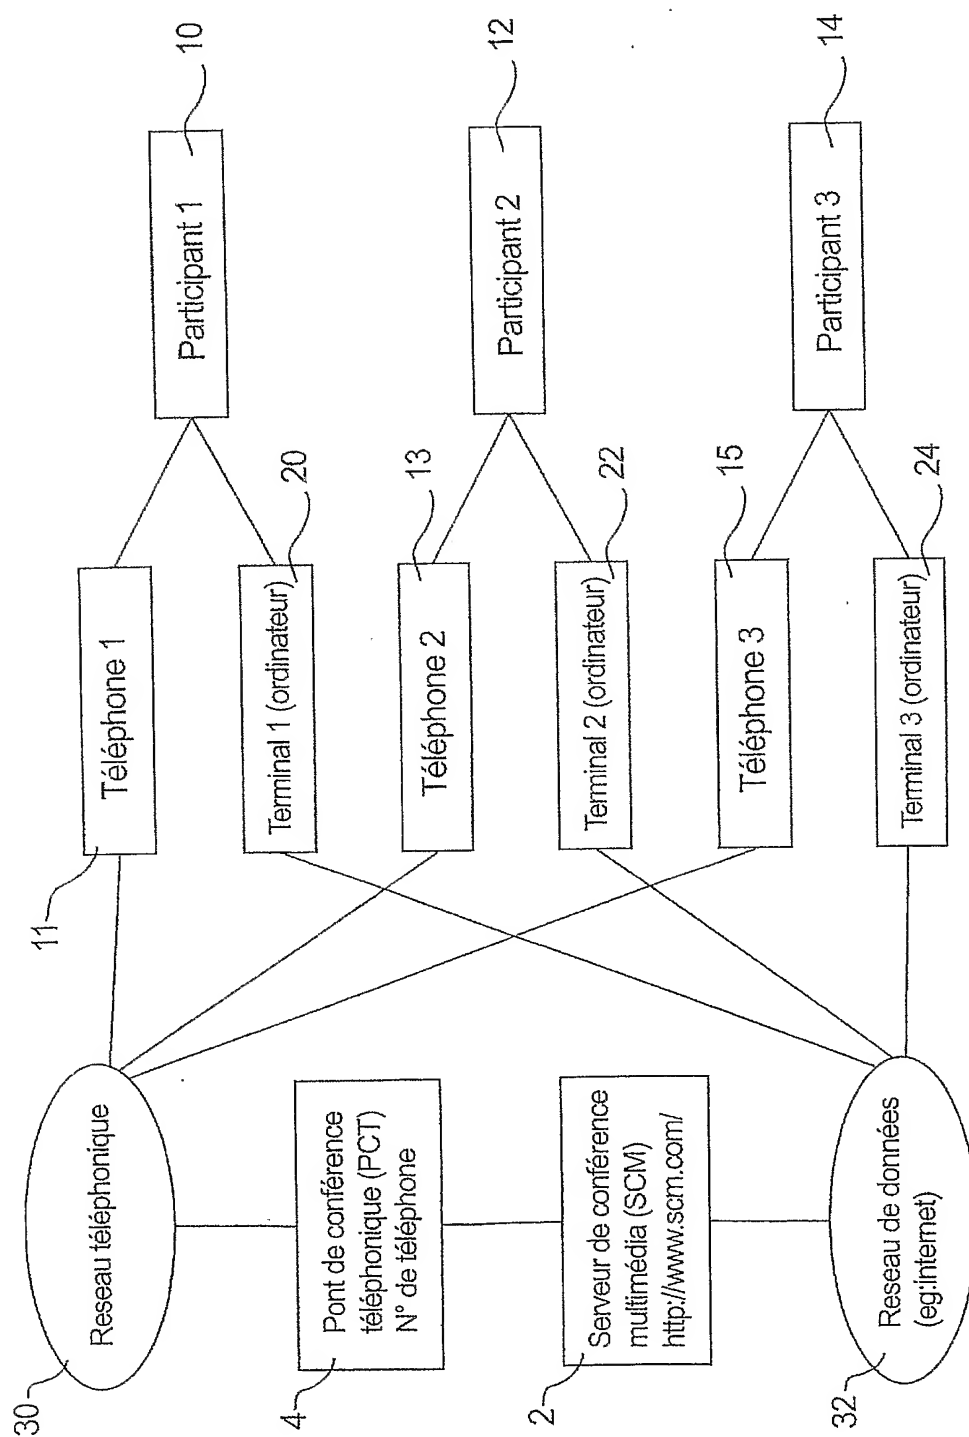 30
Reseau téléphonique
4
Pont de conférence
téléphonique (PCT)
N° de téléphone
2
Serveur de conférence
multimédia (SCM)
http://www.scm.com/
32
Reseau de données
(eg:internet)
11
Téléphone 1
Terminal 1 (ordinateur)
20
Téléphone 2
13
Terminal 2 (ordinateur)
22
Téléphone 3
15
Terminal 3 (ordinateur)
24
Participant 1
10
Participant 2
12
Participant 3
14